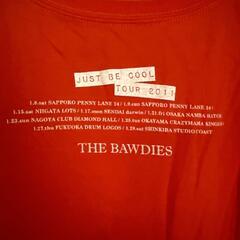 JUST BE COOL
TOUR 2011
1.8.sat SAPPORO PENNY LANE 24 / 1.9.sun SAPPORO PENNY LANE 24 /
1.15.sat NIIGATA LOTS / 1.17.mon SENDAI darwin / 1.21.fri OSAKA NAMBA HATCH
1.23.sun NAGOYA CLUB DIAMOND HALL / 1.25.tue OKAYAMA CRAZYMAMA KINGDOM
1.27.thu FUKUOKA DRUM LOGOS / 1.29.sat SHINKIBA STUDIO COAST
THE BAWDIES